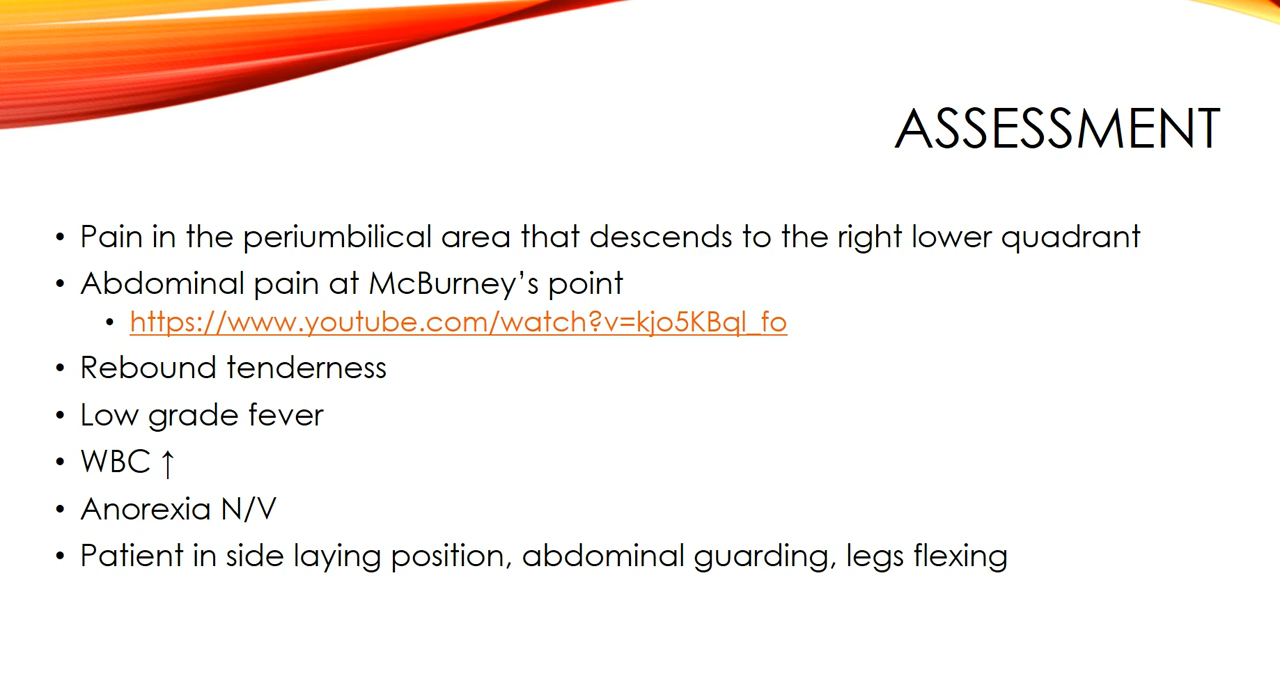 ASSESSMENT
• Pain in the periumbilical area that descends to the right lower quadrant
• Abdominal pain at McBurney’s point
• https://www.youtube.com/watch?v=kjo5KBql_fo
• Rebound tenderness
• Low grade fever
• WBC ↑
• Anorexia N/V
• Patient in side laying position, abdominal guarding, legs flexing